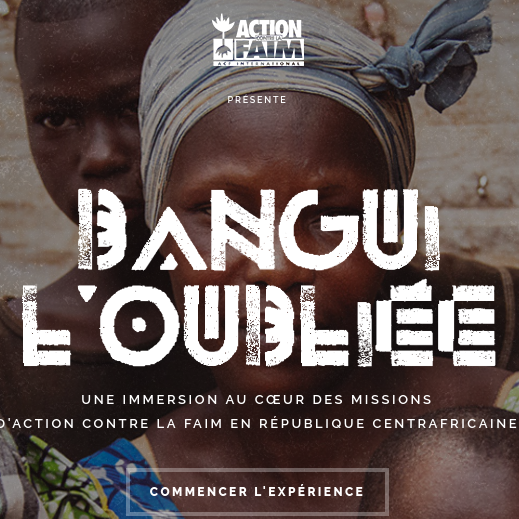 ACTION
CONTRE LA
FAIM
ACF INTERNATIONAL
PRÉSENTE
BANGUI
L'OUBLIÉE
UNE IMMERSION AU CŒUR DES MISSIONS
D'ACTION CONTRE LA FAIM EN RÉPUBLIQUE CENTRAFRICAINE
COMMENCER L'EXPÉRIENCE